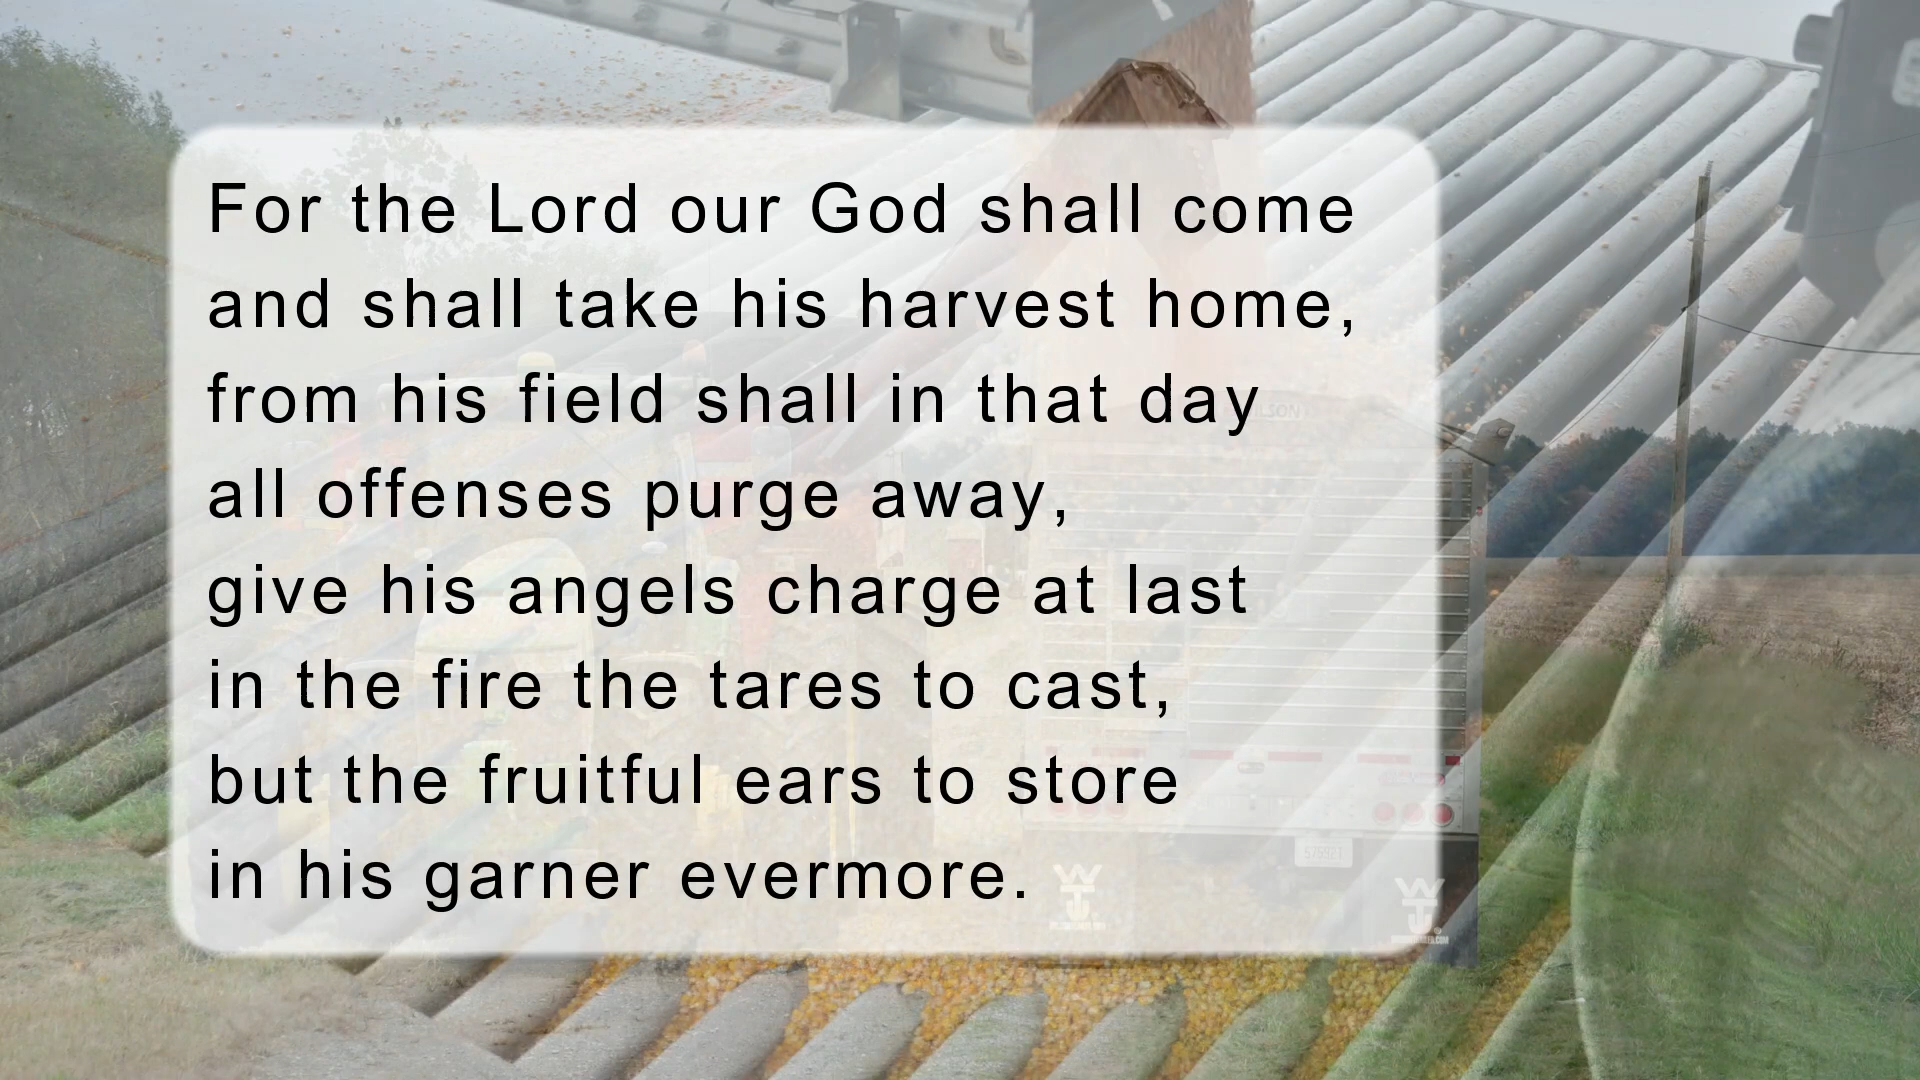 For the Lord our God shall come
and shall take his harvest home,
from his field shall in that day
all offenses purge away,
give his angels charge at last
in the fire the tares to cast,
but the fruitful ears to store
in his garner evermore.